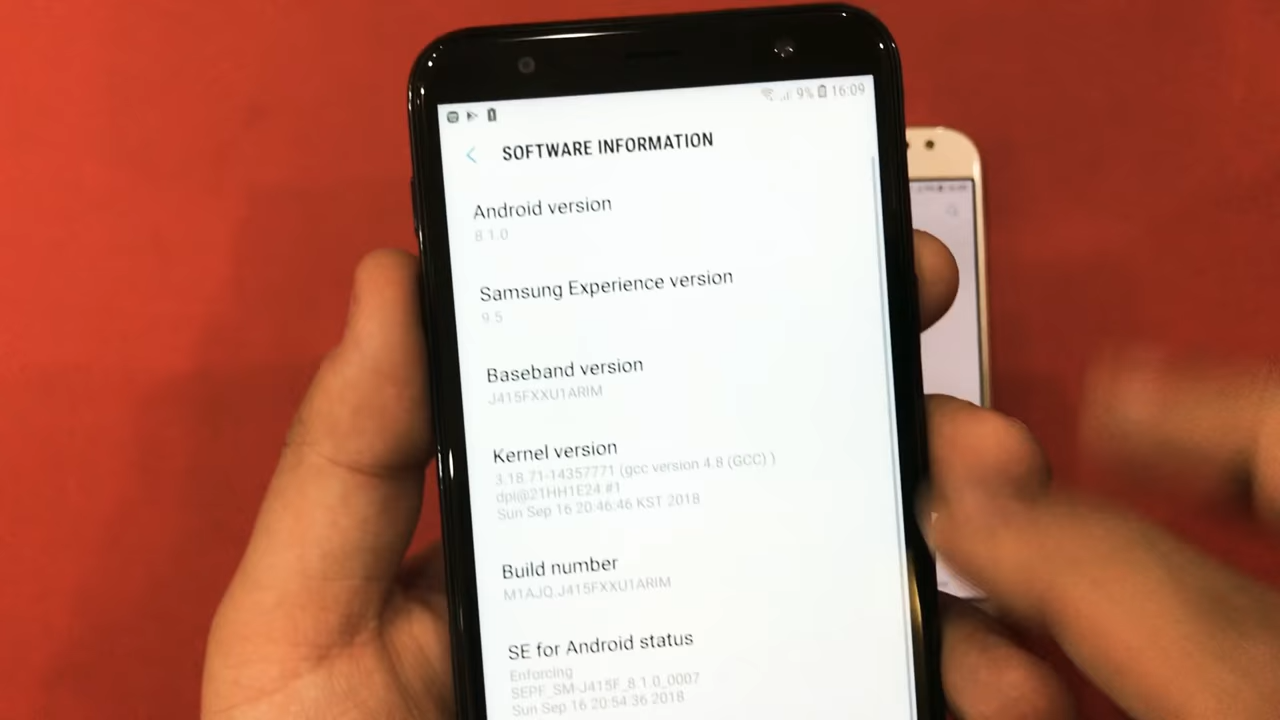 9% 16:09
SOFTWARE INFORMATION
Android version
8.1.0
Samsung Experience version
9.5
Baseband version
J415FXXU1ARIM
Kernel version
3.18.71-14357771 (gcc version 4.8 (GCC) )
dpi@21HH1E24 #1
Sun Sep 16 20:46:46 KST 2018
Build number
M1AJQ.J415FXXU1ARIM
SE for Android status
Enforcing
SEPF_SM-J415F_8.1.0_0007
Sun Sep 16 20:54:36 2018